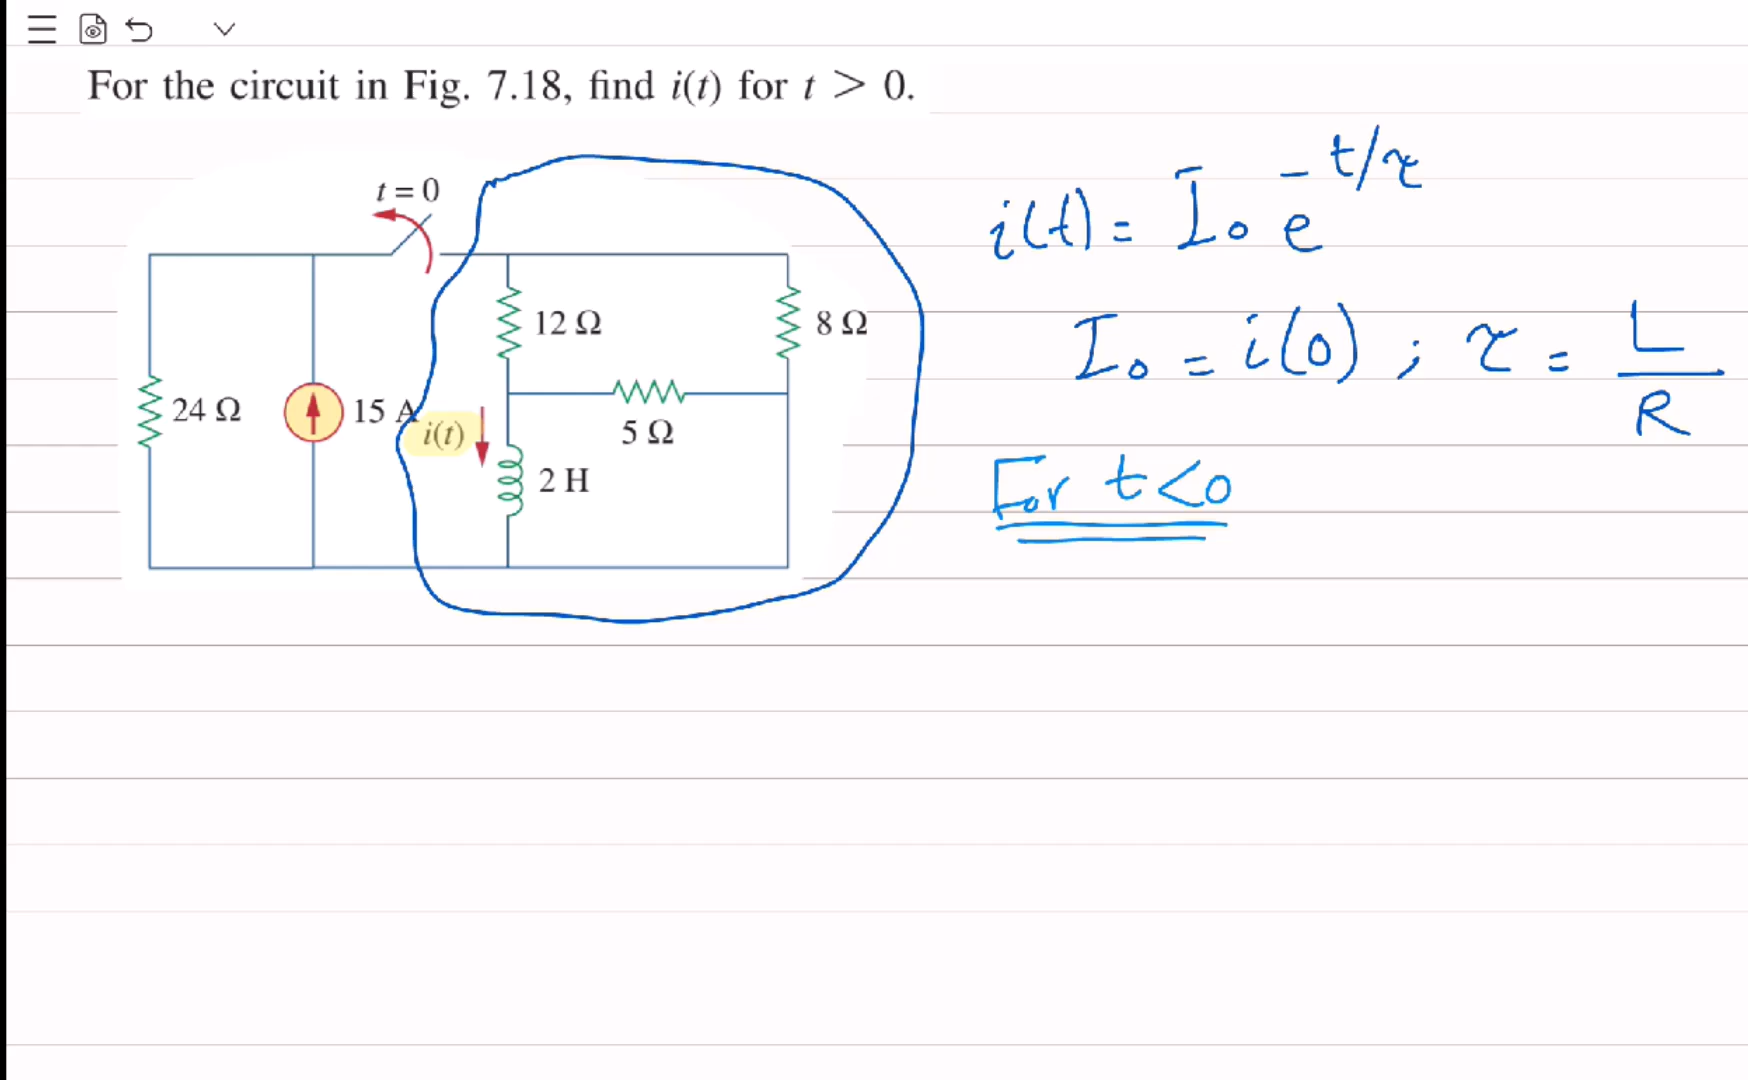 For the circuit in Fig. 7.18, find i(t) for t > 0.
t = 0
12 Ω
8 Ω
24 Ω
15 A
i(t)
5 Ω
2 H
i(t) = I₀ e^{-t/τ}
I₀ = i(0) ; τ = L/R
For t<0